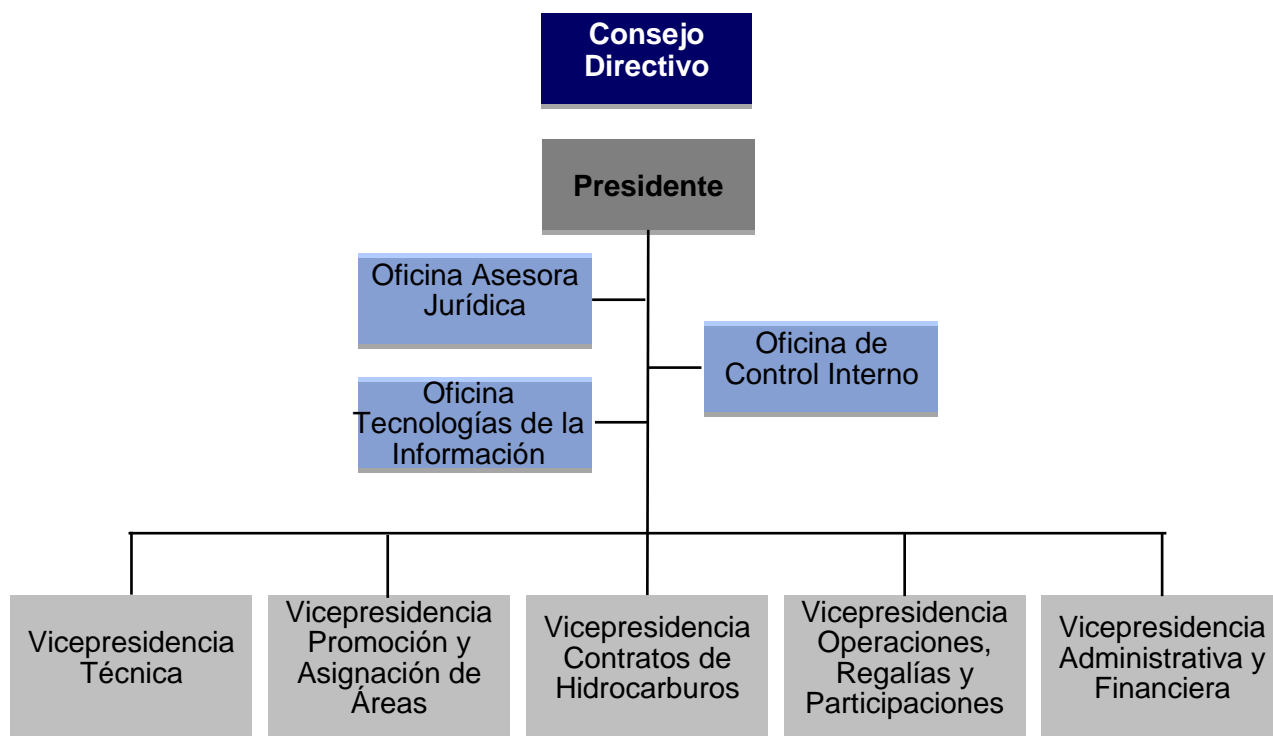 Consejo
Directivo
Presidente
Oficina Asesora
Jurídica
Oficina de
Control Interno
Oficina
Tecnologías de la
Información
Vicepresidencia
Técnica
Vicepresidencia
Promoción y
Asignación de
Áreas
Vicepresidencia
Contratos de
Hidrocarburos
Vicepresidencia
Operaciones,
Regalías y
Participaciones
Vicepresidencia
Administrativa y
Financiera